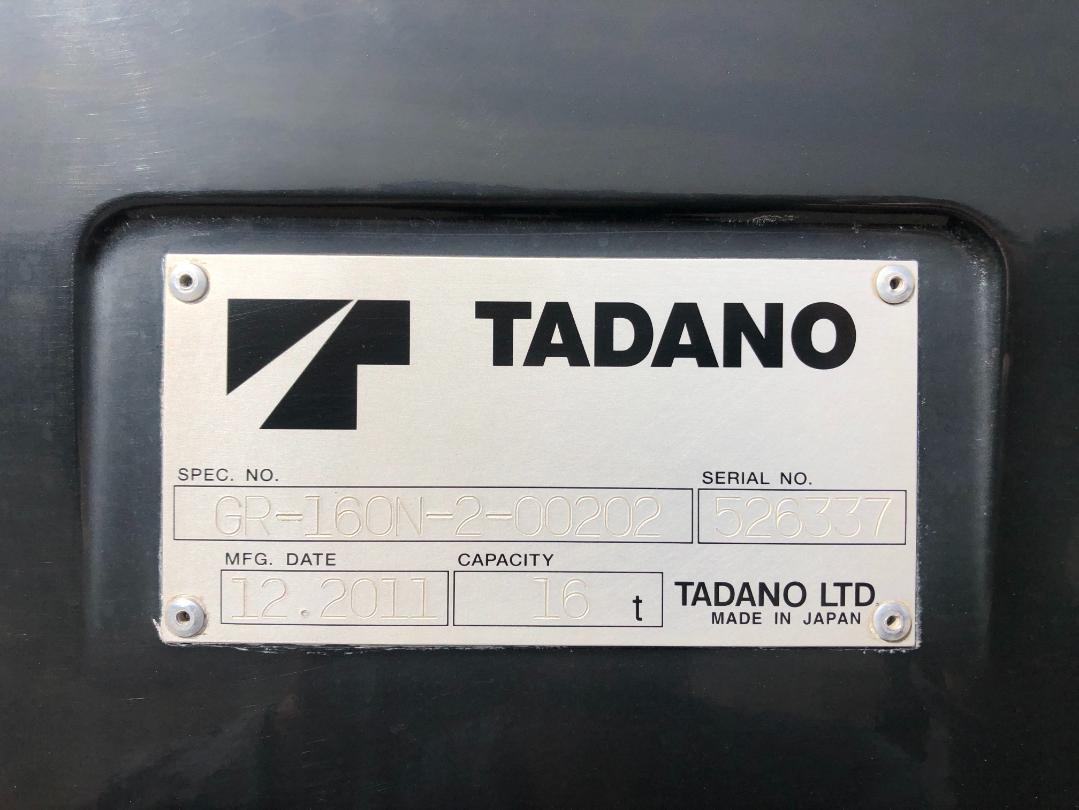 TADANO
SPEC. NO. SERIAL NO.
GR-160N-2-00202 526337
MFG. DATE CAPACITY
12.2011 16 t TADANO LTD.
MADE IN JAPAN